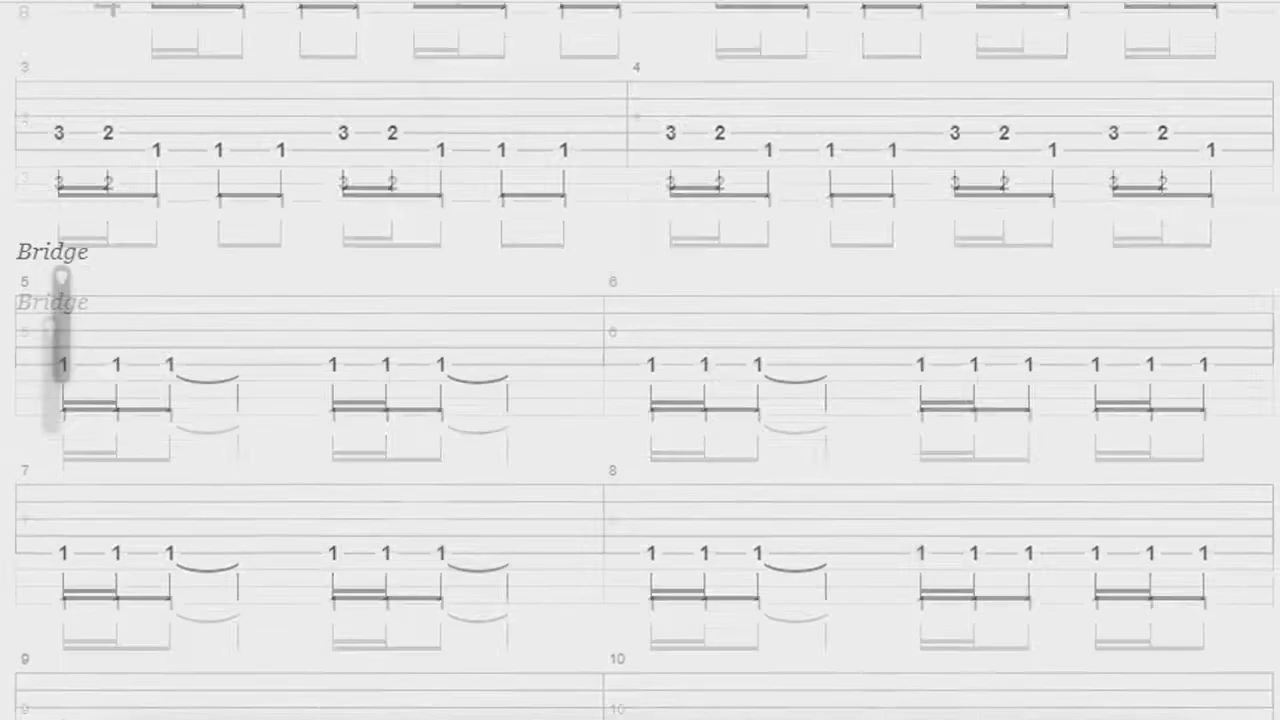 8
3 4
3 2 3 2 3 2 3 2 3 2
1 1 1 1 1 1 1 1 1 1 1 1
Bridge
5 6
1 1 1 1 1 1 1 1 1 1 1 1 1 1 1
7 8
1 1 1 1 1 1 1 1 1 1 1 1 1 1 1
9 10